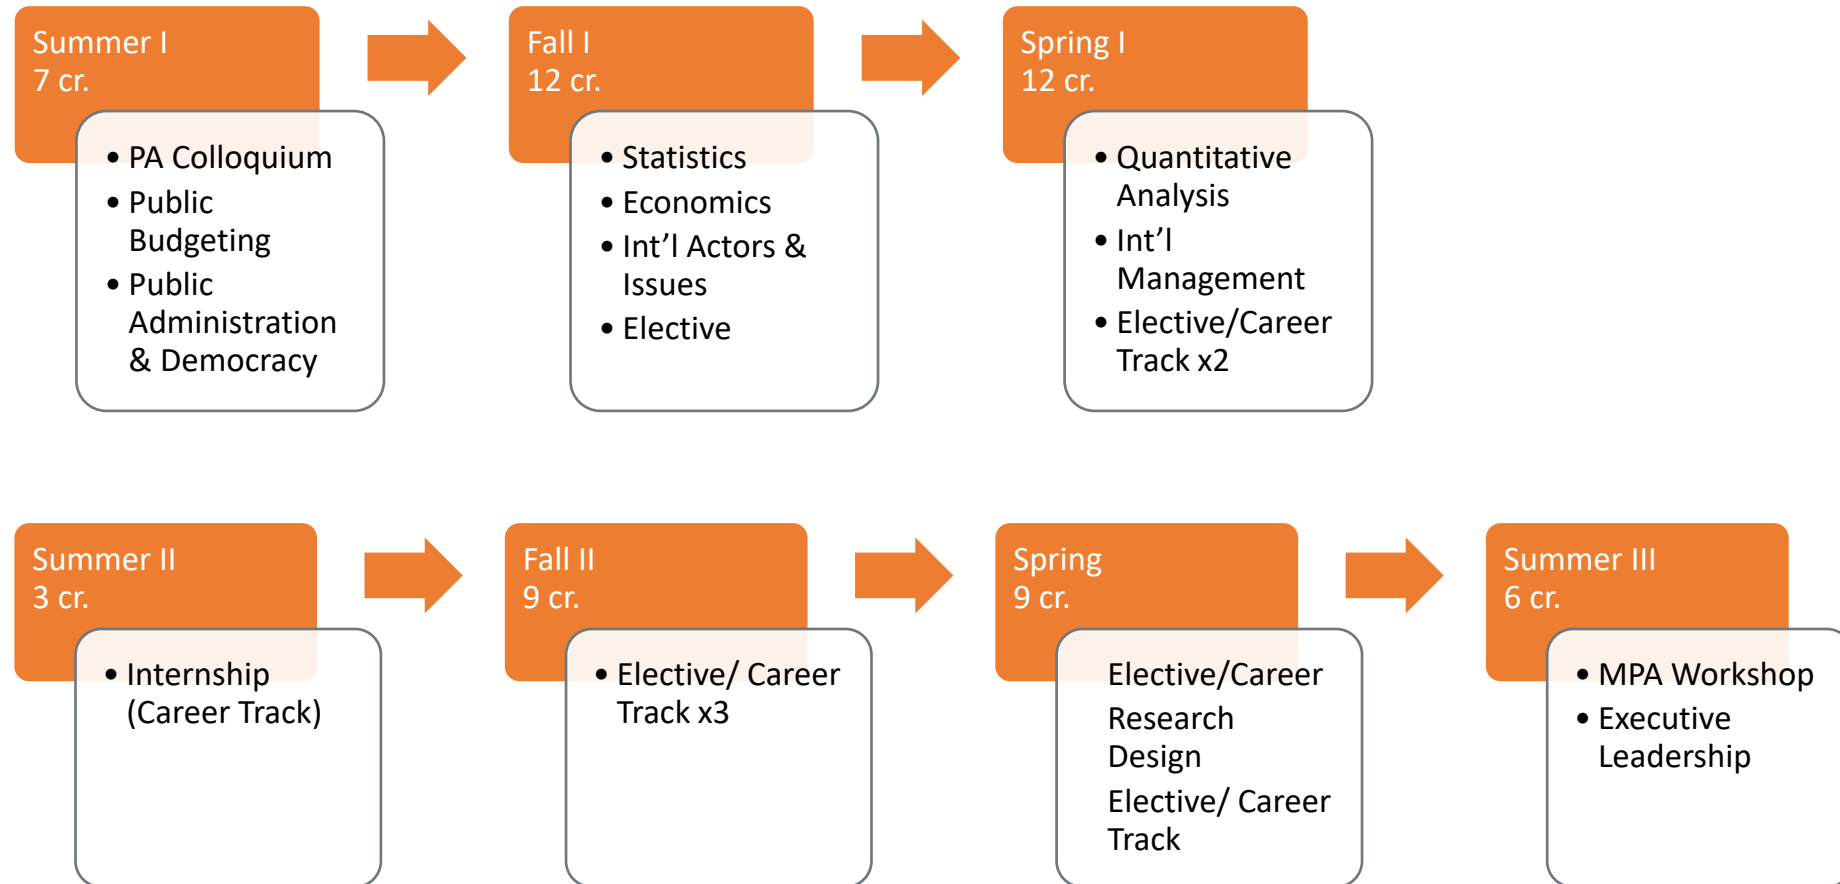 Summer I
7 cr.
• PA Colloquium
• Public
Budgeting
• Public
Administration
& Democracy
Fall I
12 cr.
• Statistics
• Economics
• Int’l Actors &
Issues
• Elective
Spring I
12 cr.
• Quantitative
Analysis
• Int’l
Management
• Elective/Career
Track x2
Summer II
3 cr.
• Internship
(Career Track)
Fall II
9 cr.
• Elective/ Career
Track x3
Spring
9 cr.
Elective/Career
Research
Design
Elective/ Career
Track
Summer III
6 cr.
• MPA Workshop
• Executive
Leadership